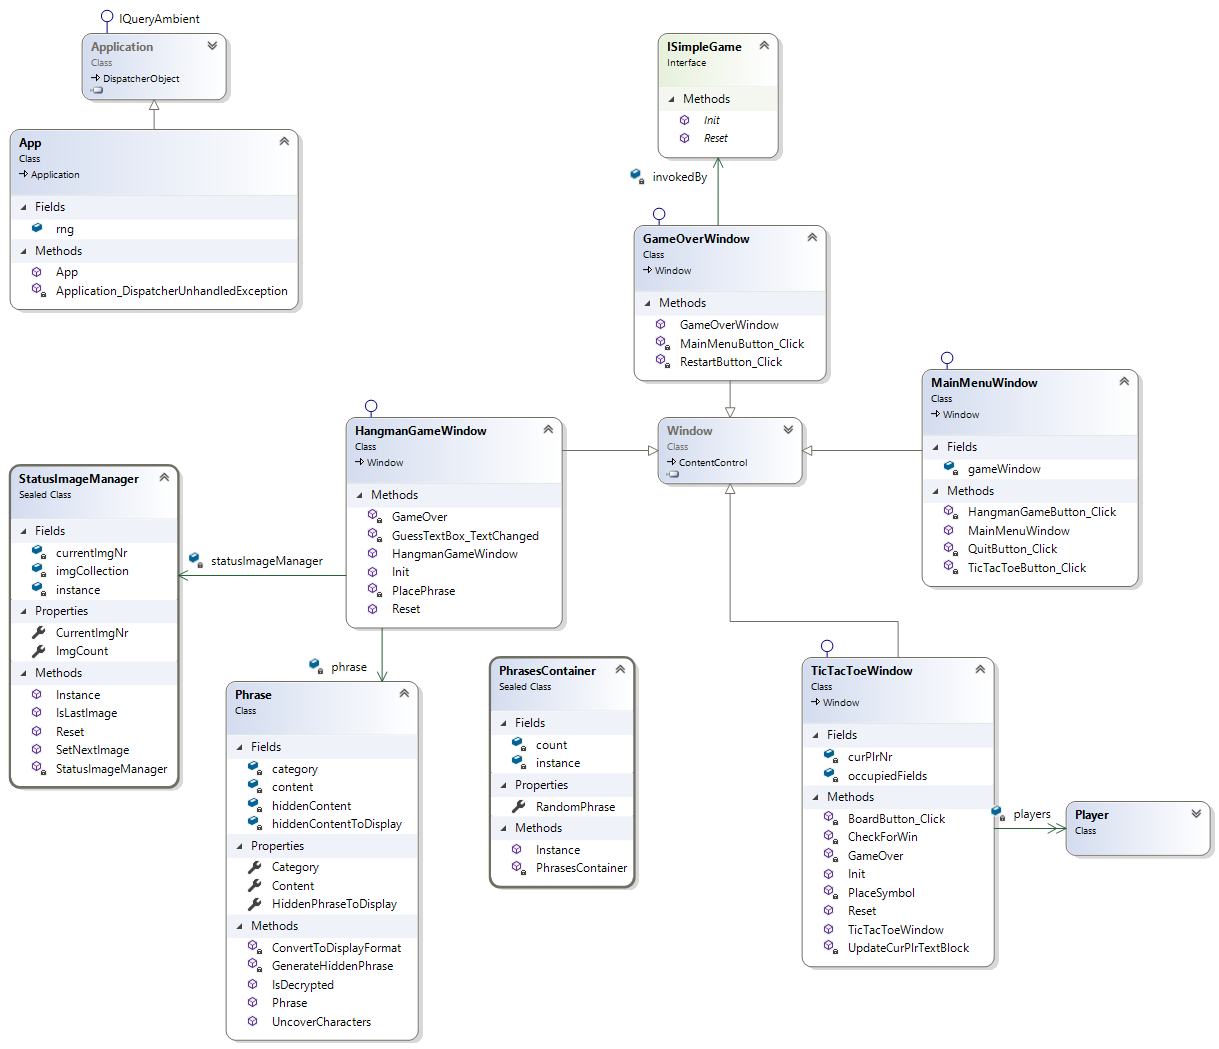 IQueryAmbient
Application
Class
DispatcherObject
App
Class
Application
Fields
rng
Methods
App
Application_DispatcherUnhandledException
ISimpleGame
Interface
Methods
Init
Reset
invokedBy
GameOverWindow
Class
Window
Methods
GameOverWindow
MainMenuButton_Click
RestartButton_Click
MainMenuWindow
Class
Window
Fields
gameWindow
Methods
HangmanGameButton_Click
MainMenuWindow
QuitButton_Click
TicTacToeButton_Click
Window
Class
ContentControl
HangmanGameWindow
Class
Window
Methods
GameOver
GuessTextBox_TextChanged
HangmanGameWindow
Init
PlacePhrase
Reset
StatusImageManager
Sealed Class
Fields
currentImgNr
imgCollection
instance
Properties
CurrentImgNr
ImgCount
Methods
Instance
IsLastImage
Reset
SetNextImage
StatusImageManager
statusImageManager
phrase
Phrase
Class
Fields
category
content
hiddenContent
hiddenContentToDisplay
Properties
Category
Content
HiddenPhraseToDisplay
Methods
ConvertToDisplayFormat
GenerateHiddenPhrase
IsDecrypted
Phrase
UncoverCharacters
PhrasesContainer
Sealed Class
Fields
count
instance
Properties
RandomPhrase
Methods
Instance
PhrasesContainer
TicTacToeWindow
Class
Window
Fields
curPlrNr
occupiedFields
Methods
BoardButton_Click
CheckForWin
GameOver
Init
PlaceSymbol
Reset
TicTacToeWindow
UpdateCurPlrTextBlock
players
Player
Class